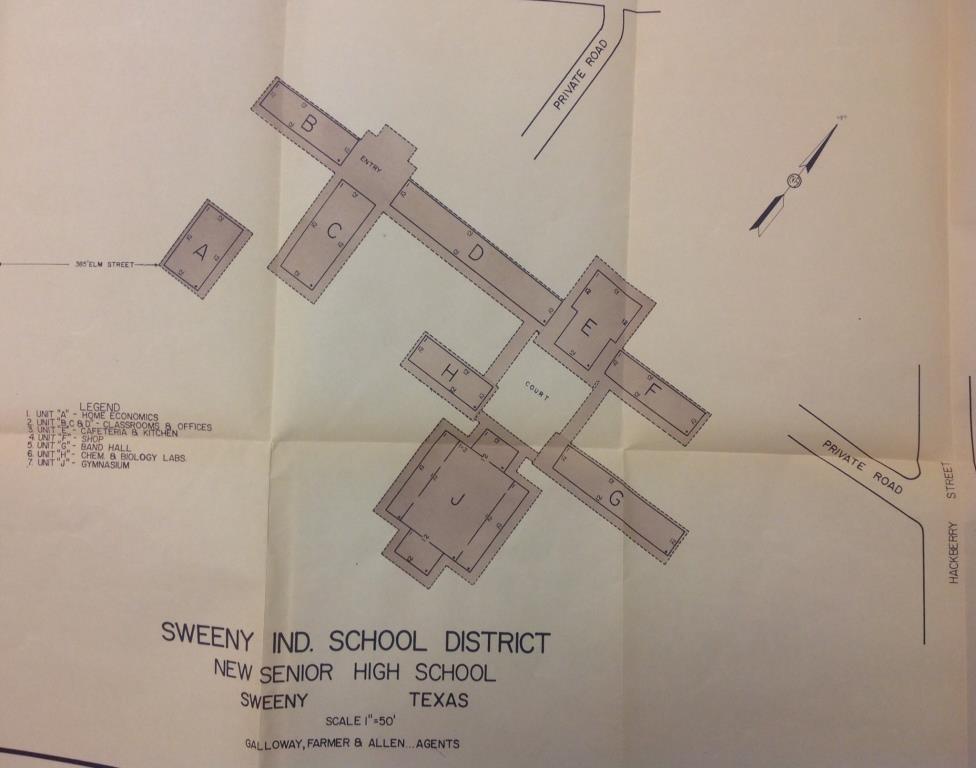 PRIVATE ROAD
B
ENTRY
A
C
D
385' ELM STREET
E
H
COURT
F
LEGEND
1. UNIT "A" - HOME ECONOMICS
2. UNIT "B,C & D" - CLASSROOMS & OFFICES
3. UNIT "E" - CAFETERIA & KITCHEN
4. UNIT "F" - SHOP
5. UNIT "G" - BAND HALL
6. UNIT "H" - CHEM. & BIOLOGY LABS.
7. UNIT "J" - GYMNASIUM
J
G
PRIVATE ROAD
HACKBERRY STREET
SWEENY IND. SCHOOL DISTRICT
NEW SENIOR HIGH SCHOOL
SWEENY TEXAS
SCALE 1"=50'
GALLOWAY, FARMER & ALLEN...AGENTS